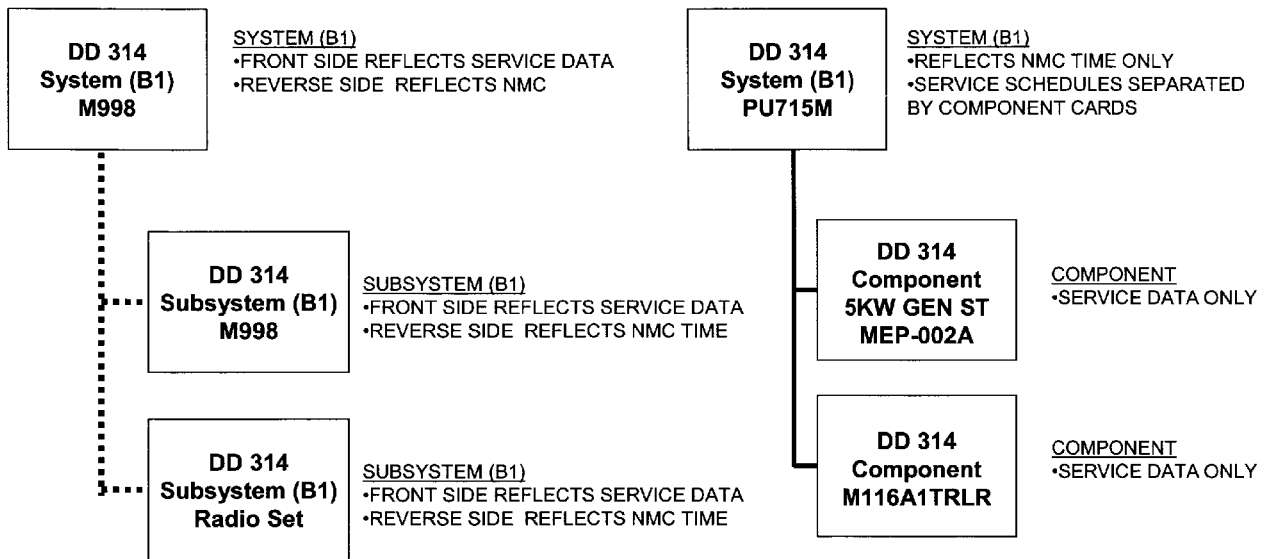 DD 314
System (B1)
M998
SYSTEM (B1)
•FRONT SIDE REFLECTS SERVICE DATA
•REVERSE SIDE REFLECTS NMC
DD 314
Subsystem (B1)
M998
SUBSYSTEM (B1)
•FRONT SIDE REFLECTS SERVICE DATA
•REVERSE SIDE REFLECTS NMC TIME
DD 314
Subsystem (B1)
Radio Set
SUBSYSTEM (B1)
•FRONT SIDE REFLECTS SERVICE DATA
•REVERSE SIDE REFLECTS NMC TIME
DD 314
System (B1)
PU715M
SYSTEM (B1)
•REFLECTS NMC TIME ONLY
•SERVICE SCHEDULES SEPARATED
BY COMPONENT CARDS
DD 314
Component
5KW GEN ST
MEP-002A
COMPONENT
•SERVICE DATA ONLY
DD 314
Component
M116A1TRLR
COMPONENT
•SERVICE DATA ONLY